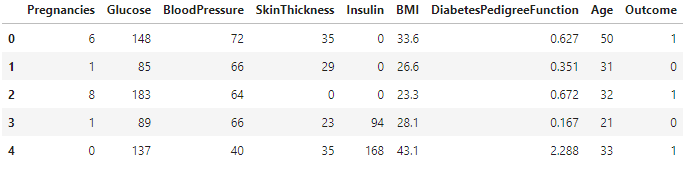 Pregnancies Glucose BloodPressure SkinThickness Insulin BMI DiabetesPedigreeFunction Age Outcome
0 6 148 72 35 0 33.6 0.627 50 1
1 1 85 66 29 0 26.6 0.351 31 0
2 8 183 64 0 0 23.3 0.672 32 1
3 1 89 66 23 94 28.1 0.167 21 0
4 0 137 40 35 168 43.1 2.288 33 1